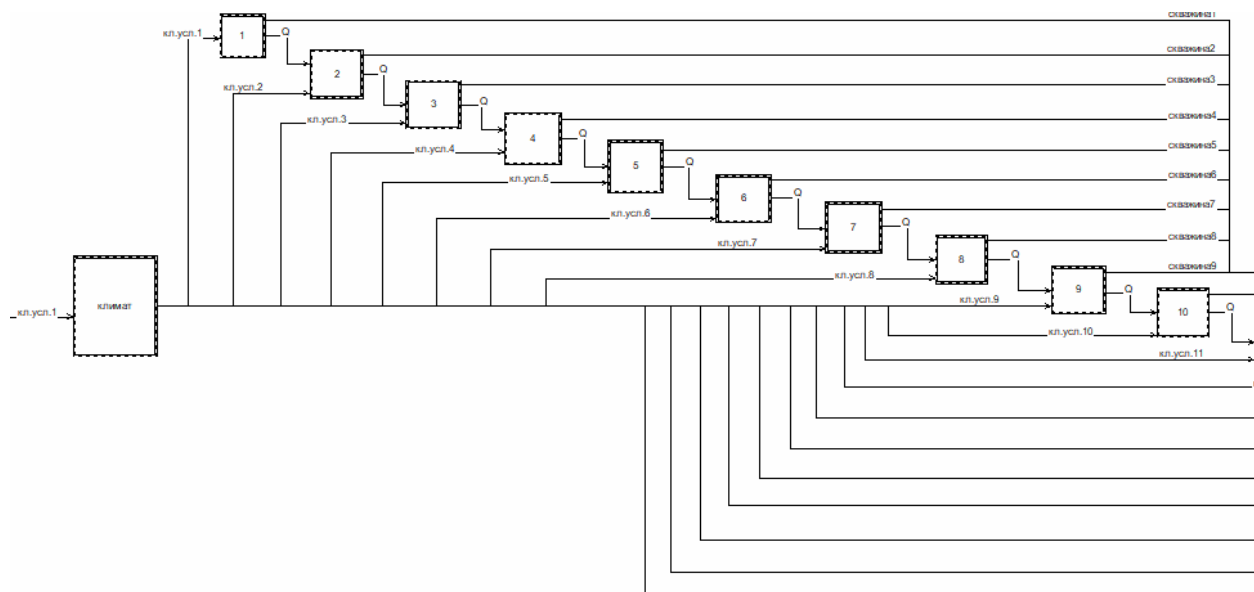 скважина1
кл.усл.1
1
Q
скважина2
2
Q
кл.усл.2
скважина3
3
Q
кл.усл.3
скважина4
4
Q
кл.усл.4
скважина5
5
Q
кл.усл.5
скважина6
6
Q
кл.усл.6
скважина7
7
Q
кл.усл.7
скважина8
8
Q
кл.усл.8
скважина9
9
Q
кл.усл.9
10
Q
кл.усл.10
кл.усл.11
климат
кл.усл.1